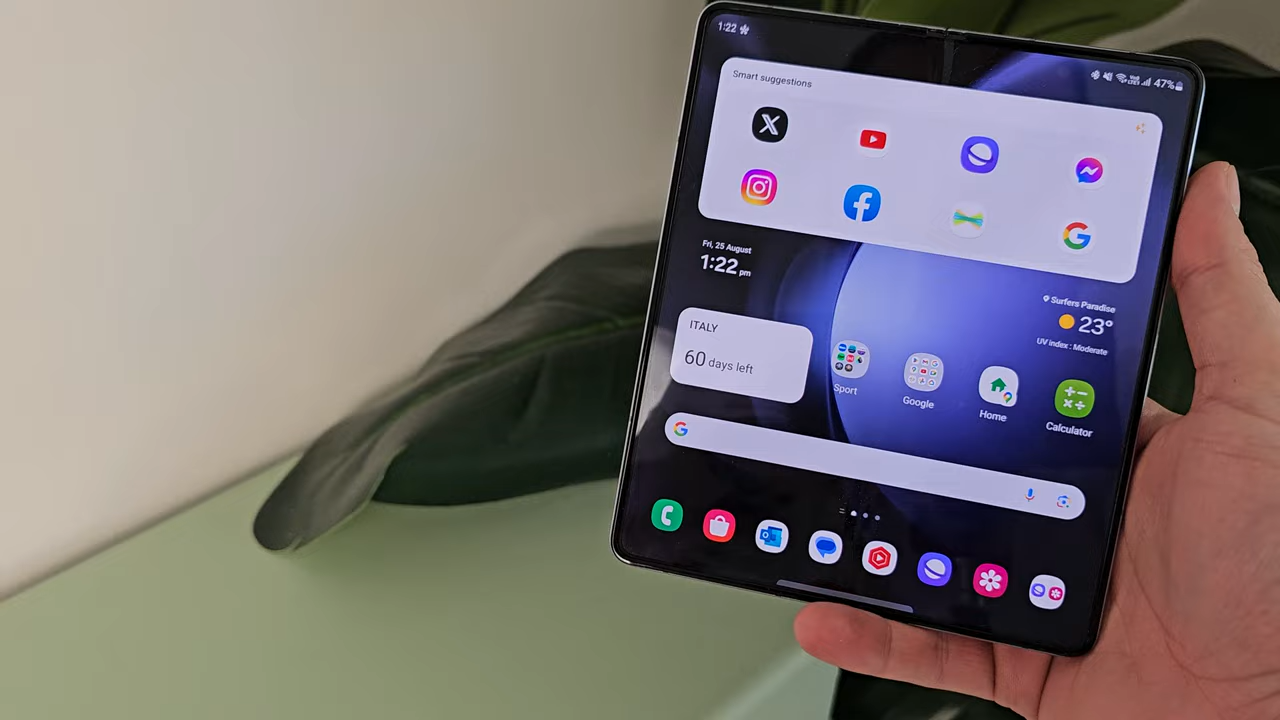 1:22
47%
Smart suggestions
Fri, 25 August
1:22 pm
Surfers Paradise
23°
UV index : Moderate
ITALY
60 days left
Sport
Google
Home
Calculator